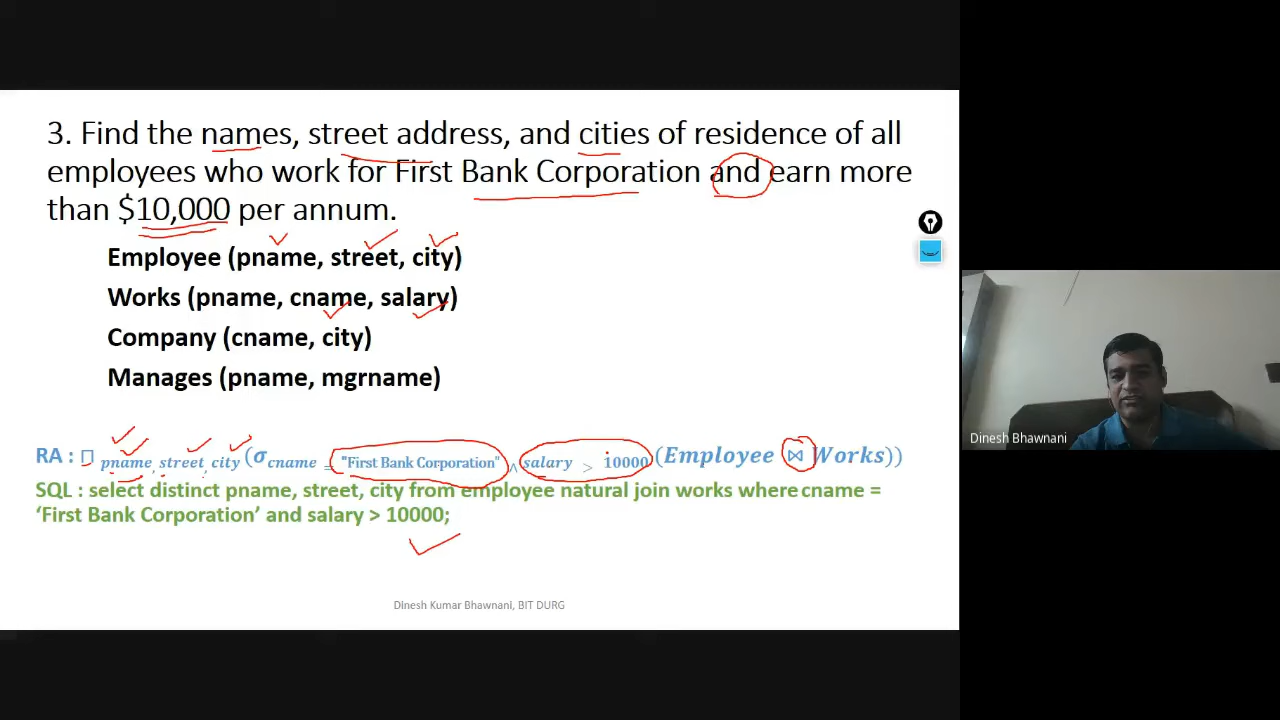 3. Find the names, street address, and cities of residence of all
employees who work for First Bank Corporation and earn more
than $10,000 per annum.
Employee (pname, street, city)
Works (pname, cname, salary)
Company (cname, city)
Manages (pname, mgrname)
RA : ∏ pname, street, city (σ cname = "First Bank Corporation" ∧ salary > 10000 (Employee ⋈ Works))
SQL : select distinct pname, street, city from employee natural join works where cname =
‘First Bank Corporation’ and salary > 10000;
Dinesh Kumar Bhawnani, BIT DURG
Dinesh Bhawnani